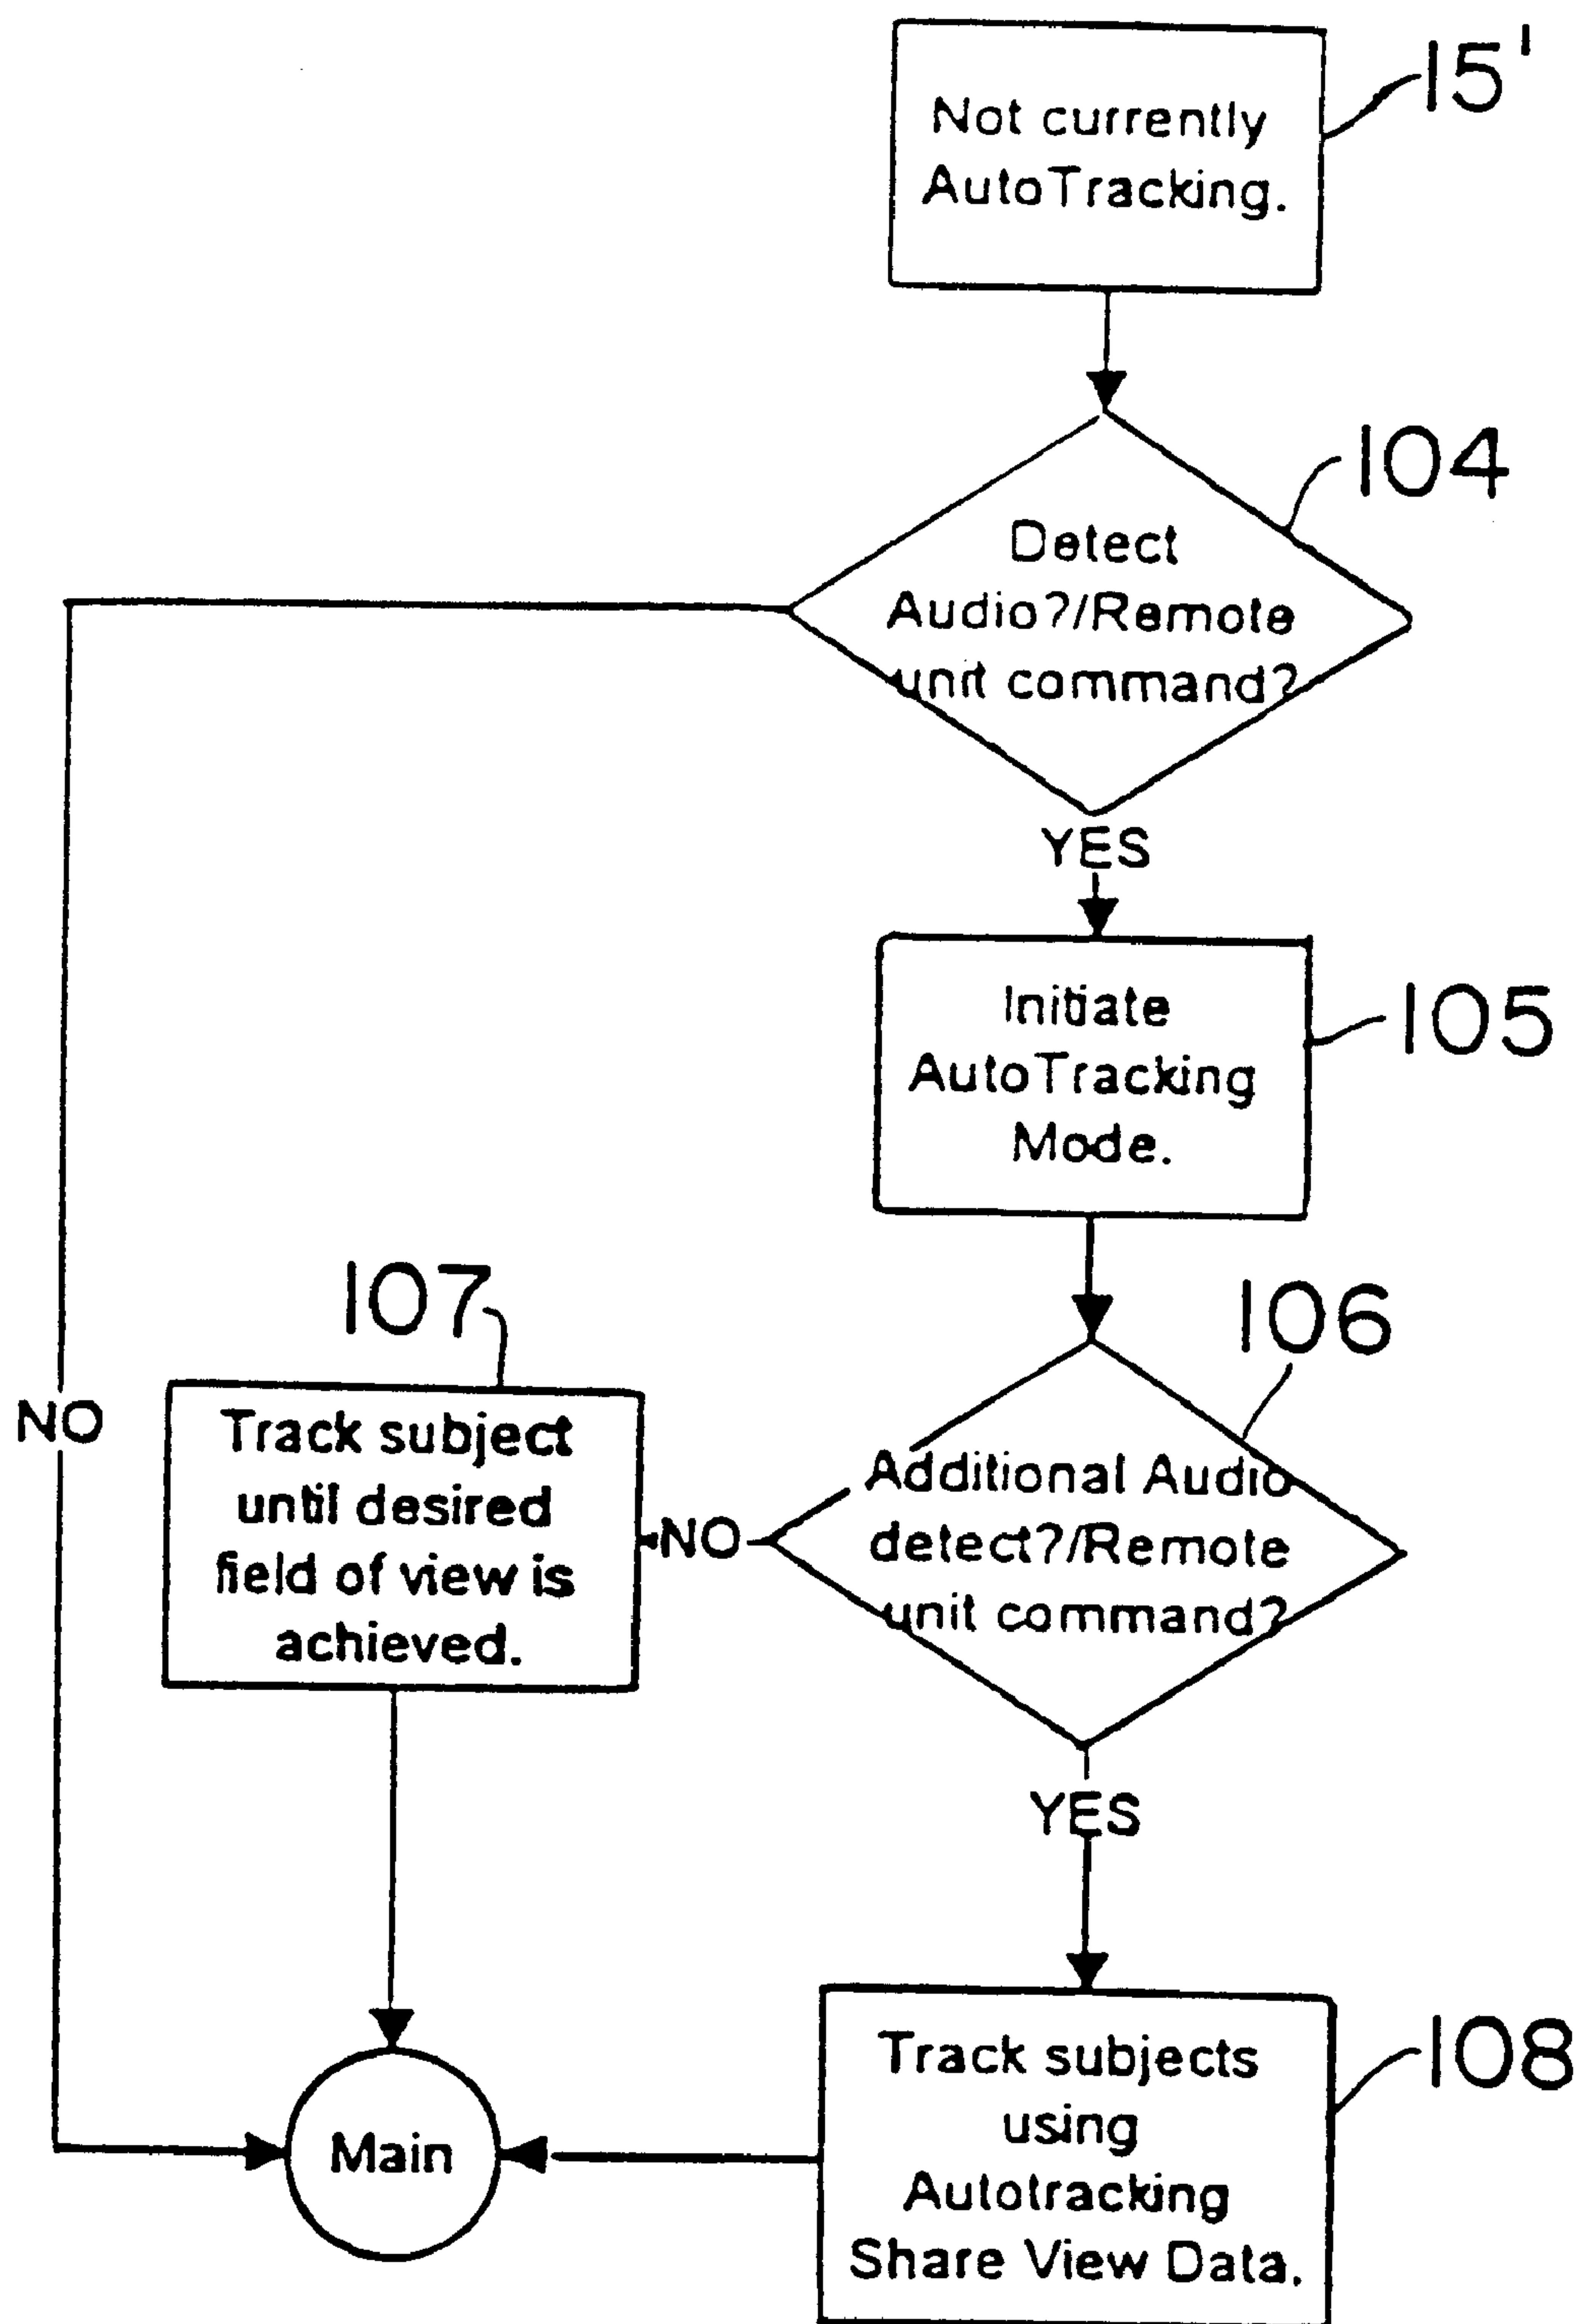 Not currently
AutoTracking.
15'
Detect
Audio?/Remote
unit command?
104
YES
Initiate
AutoTracking
Mode.
105
106
Additional Audio
detect?/Remote
unit command?
NO
107
Track subject
until desired
field of view is
achieved.
NO
YES
Track subjects
using
Autotracking
Share View Data.
108
Main